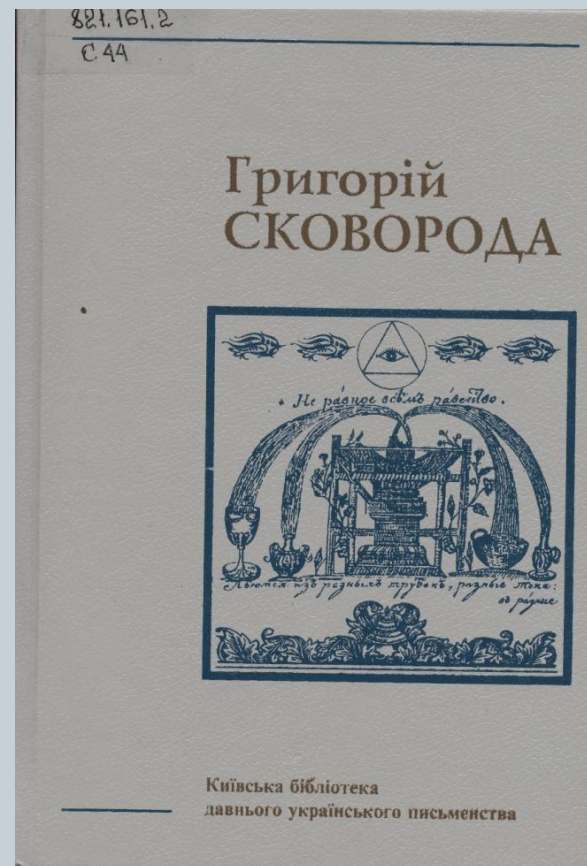 821.161.2
С 44
Григорій
СКОВОРОДА
Не равное всѣмъ равенство.
Льются изъ разныхъ трубокъ, разные токи:
въ разные
Київська бібліотека
давнього українського письменства